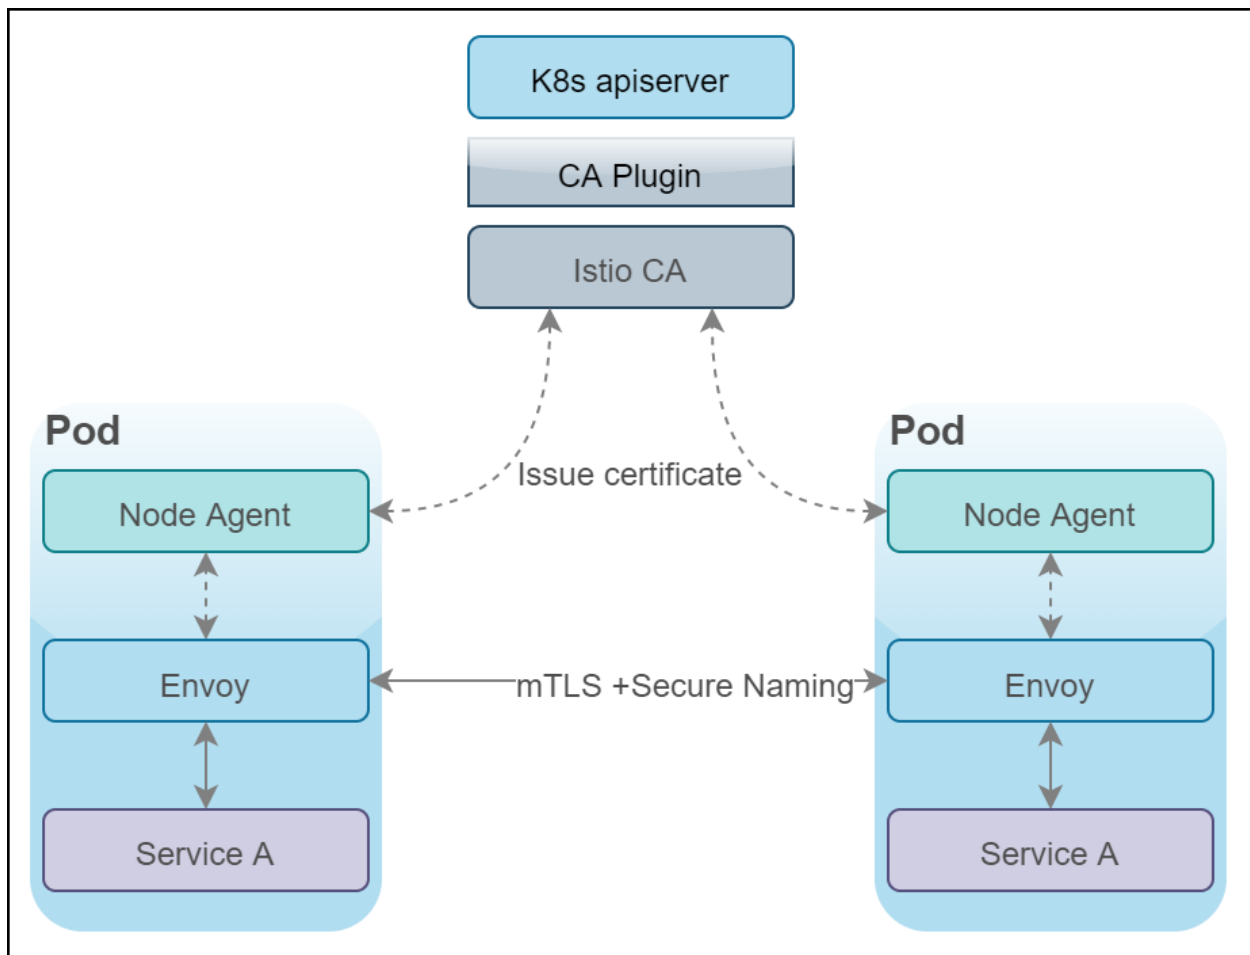 K8s apiserver
CA Plugin
Istio CA
Pod
Pod
Issue certificate
Node Agent
Node Agent
Envoy
mTLS +Secure Naming
Envoy
Service A
Service A